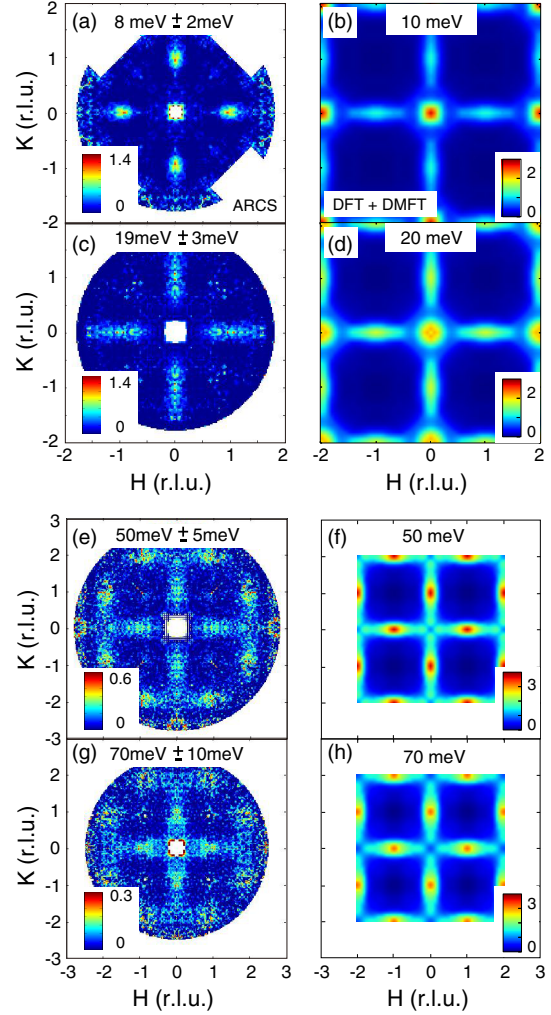 (a) 8 meV ± 2meV
(b) 10 meV
K (r.l.u.)
2
1
0
-1
-2
1.4
0
ARCS
DFT + DMFT
2
0
(c) 19meV ± 3meV
(d) 20 meV
K (r.l.u.)
2
1
0
-1
-2
1.4
0
2
0
-2 -1 0 1 2
-2 -1 0 1 2
H (r.l.u.)
H (r.l.u.)
(e) 50meV ± 5meV
(f) 50 meV
K (r.l.u.)
3
2
1
0
-1
-2
-3
0.6
0
3
0
(g) 70meV ± 10meV
(h) 70 meV
K (r.l.u.)
2
1
0
-1
-2
-3
0.3
0
3
0
-3 -2 -1 0 1 2 3
-3 -2 -1 0 1 2 3
H (r.l.u.)
H (r.l.u.)